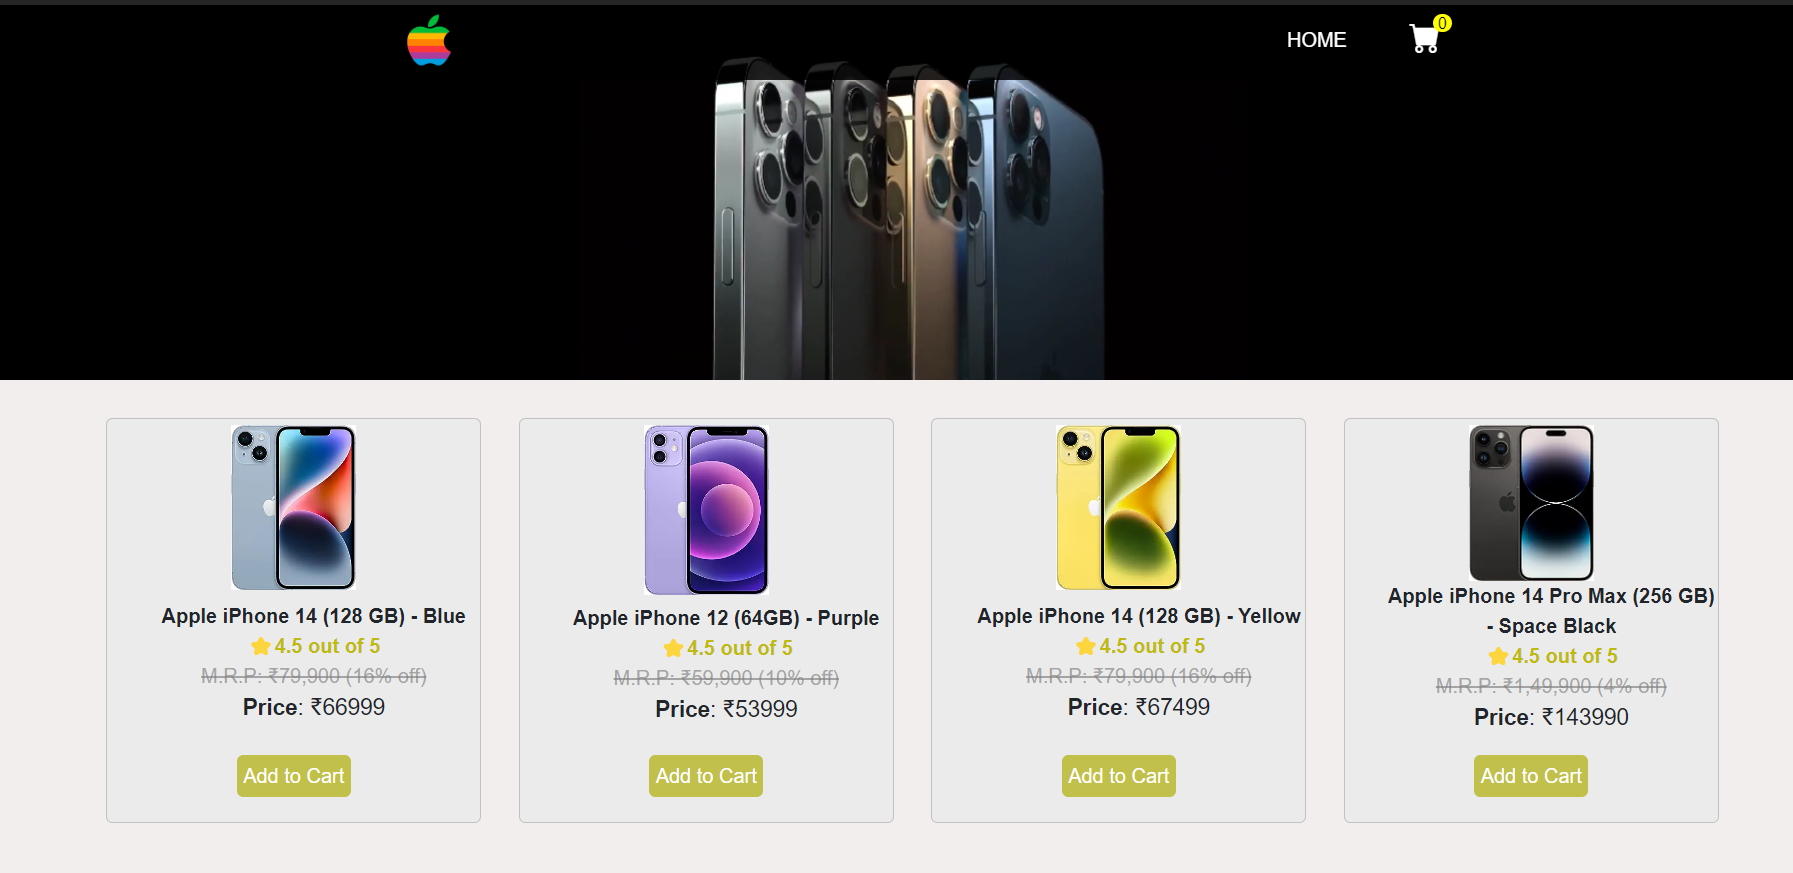 HOME
0
Apple iPhone 14 (128 GB) - Blue
4.5 out of 5
M.R.P: ₹79,900 (16% off)
Price: ₹66999
Add to Cart
Apple iPhone 12 (64GB) - Purple
4.5 out of 5
M.R.P: ₹59,900 (10% off)
Price: ₹53999
Add to Cart
Apple iPhone 14 (128 GB) - Yellow
4.5 out of 5
M.R.P: ₹79,900 (16% off)
Price: ₹67499
Add to Cart
Apple iPhone 14 Pro Max (256 GB)
- Space Black
4.5 out of 5
M.R.P: ₹1,49,900 (4% off)
Price: ₹143990
Add to Cart